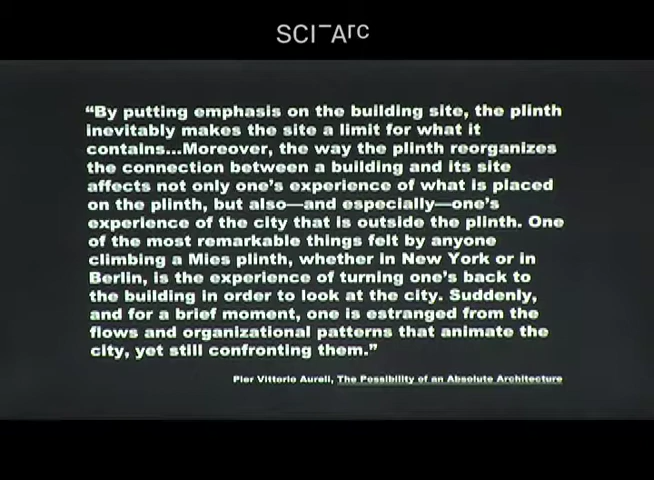 SCI-Arc
“By putting emphasis on the building site, the plinth
inevitably makes the site a limit for what it
contains...Moreover, the way the plinth reorganizes
the connection between a building and its site
affects not only one’s experience of what is placed
on the plinth, but also—and especially—one’s
experience of the city that is outside the plinth. One
of the most remarkable things felt by anyone
climbing a Mies plinth, whether in New York or in
Berlin, is the experience of turning one’s back to
the building in order to look at the city. Suddenly,
and for a brief moment, one is estranged from the
flows and organizational patterns that animate the
city, yet still confronting them.”
Pier Vittorio Aureli, The Possibility of an Absolute Architecture